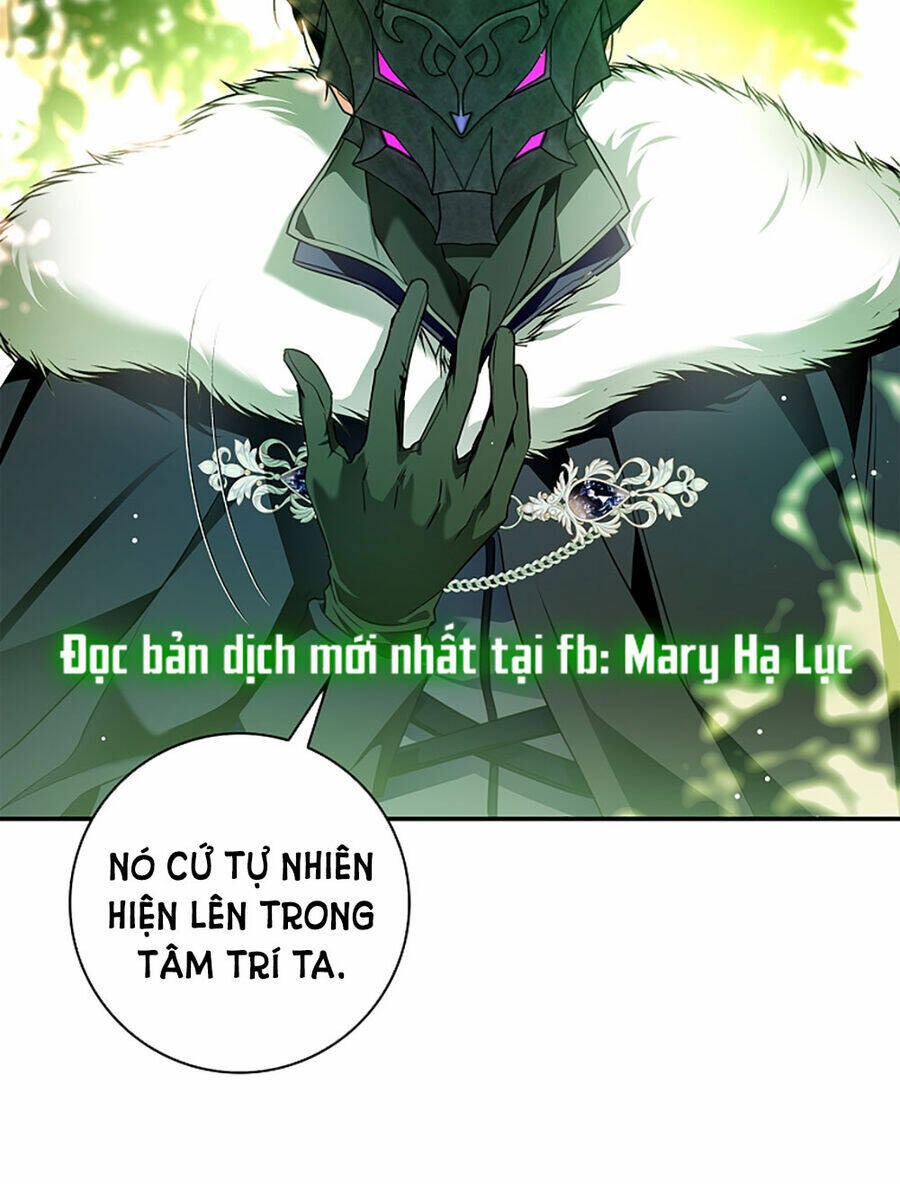 Đọc bản dịch mới nhất tại fb: Mary Hạ Lục
NÓ CỨ TỰ NHIÊN
HIỆN LÊN TRONG
TÂM TRÍ TA.